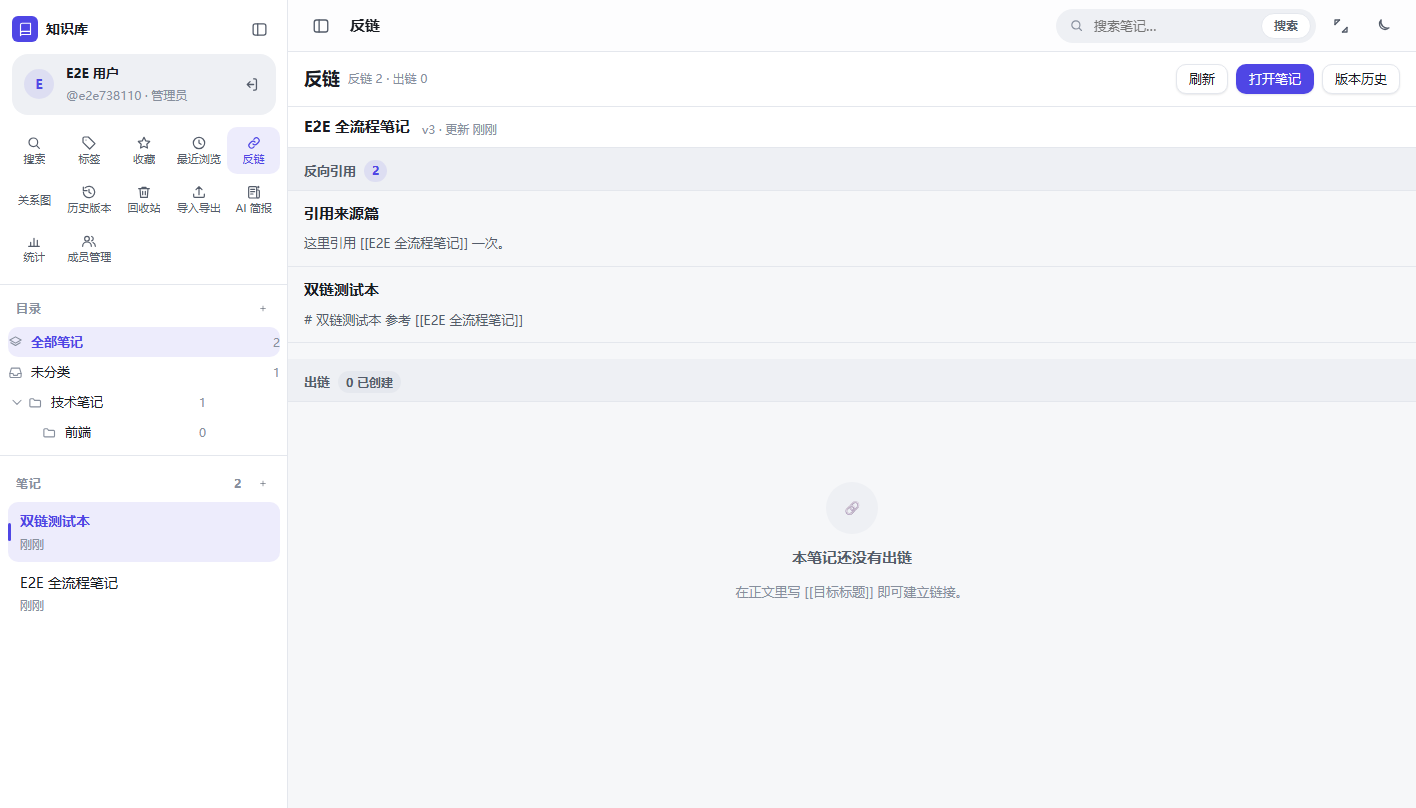 知识库
E
E2E 用户
@e2e738110 · 管理员
搜索
标签
收藏
最近浏览
反链
关系图
历史版本
回收站
导入导出
AI 简报
统计
成员管理
目录 +
全部笔记 2
未分类 1
技术笔记 1
前端 0
笔记 2 +
双链测试本
刚刚
E2E 全流程笔记
刚刚
反链
搜索笔记...
搜索
反链 反链 2 · 出链 0
刷新
打开笔记
版本历史
E2E 全流程笔记 v3 · 更新 刚刚
反向引用 2
引用来源篇
这里引用 [[E2E 全流程笔记]] 一次。
双链测试本
# 双链测试本 参考 [[E2E 全流程笔记]]
出链 0 已创建
本笔记还没有出链
在正文里写 [[目标标题]] 即可建立链接。